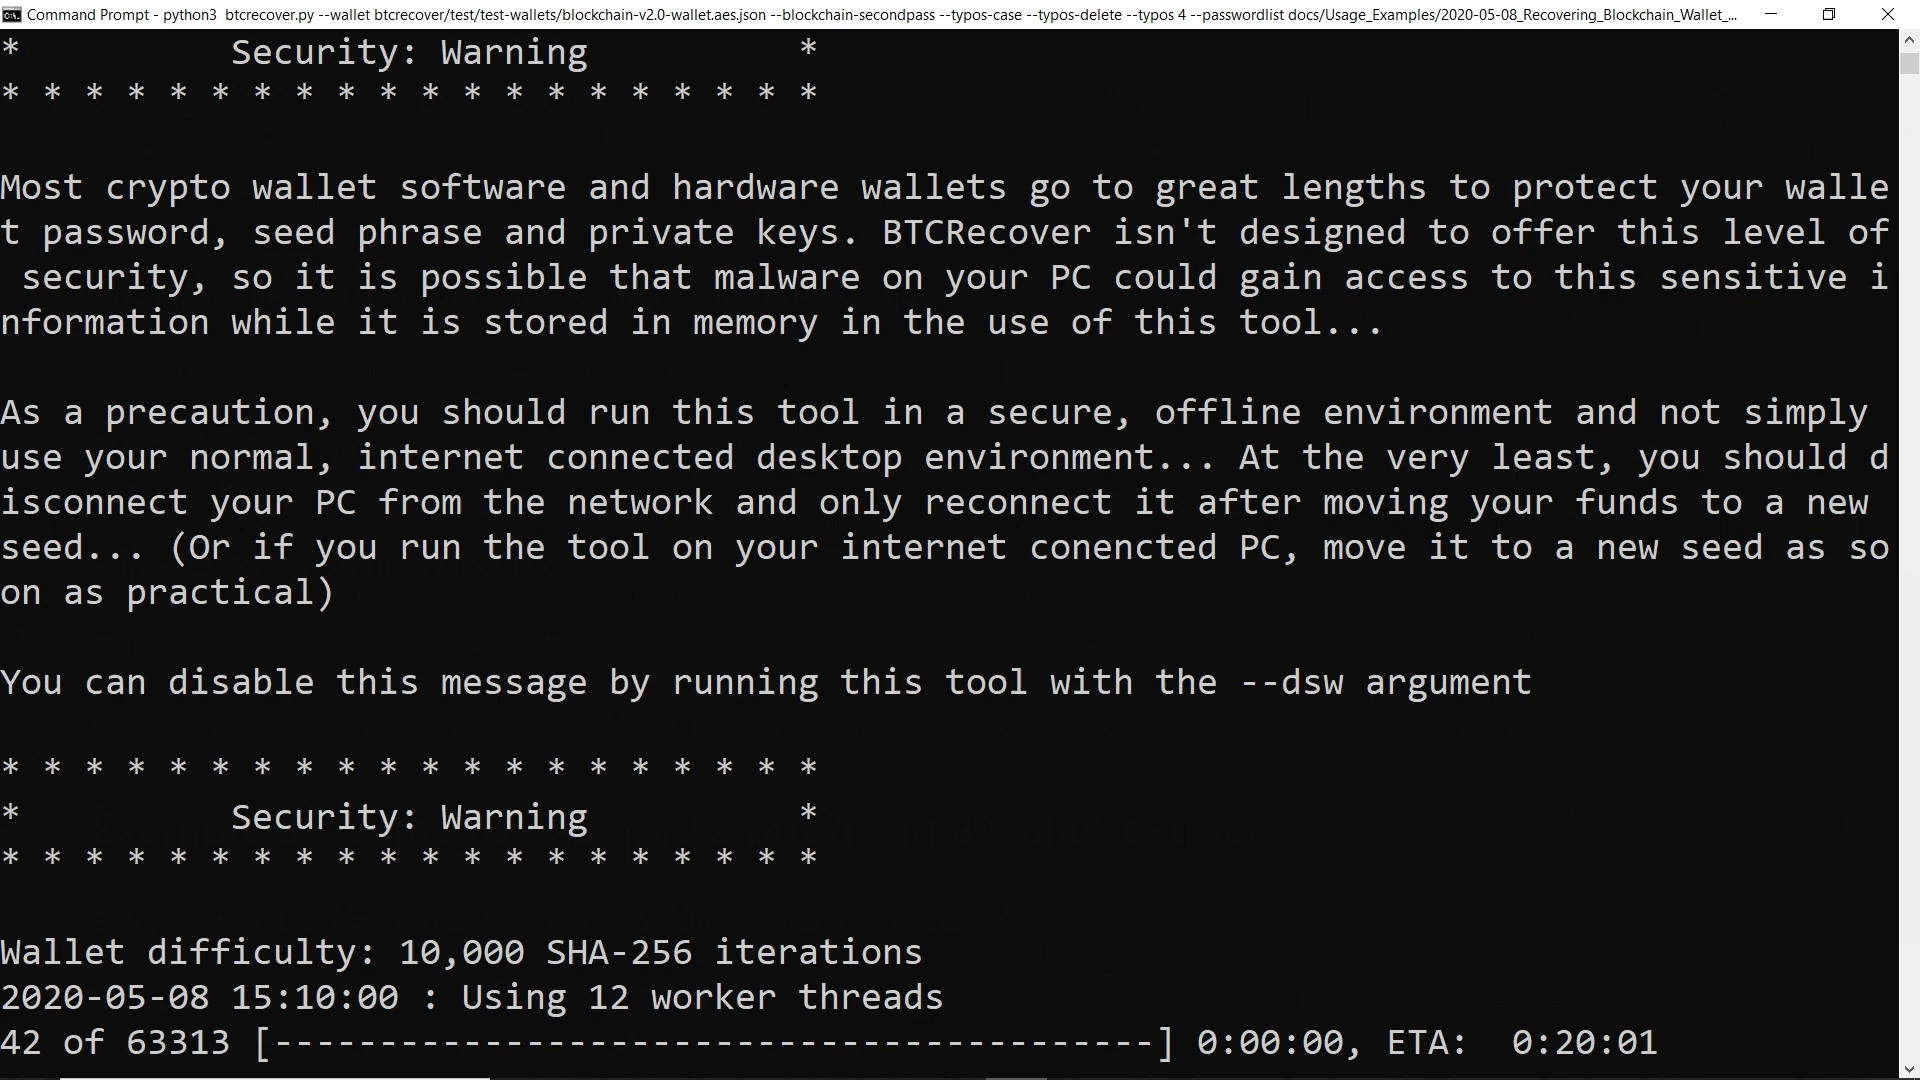 Command Prompt - python3  btcrecover.py --wallet btcrecover/test/test-wallets/blockchain-v2.0-wallet.aes.json --blockchain-secondpass --typos-case --typos-delete --typos 4 --passwordlist docs/Usage_Examples/2020-05-08_Recovering_Blockchain_Wallet_...
*          Security: Warning          *
* * * * * * * * * * * * * * * * * * * *
Most crypto wallet software and hardware wallets go to great lengths to protect your walle
t password, seed phrase and private keys. BTCRecover isn't designed to offer this level of
 security, so it is possible that malware on your PC could gain access to this sensitive i
nformation while it is stored in memory in the use of this tool...
As a precaution, you should run this tool in a secure, offline environment and not simply
use your normal, internet connected desktop environment... At the very least, you should d
isconnect your PC from the network and only reconnect it after moving your funds to a new
seed... (Or if you run the tool on your internet conencted PC, move it to a new seed as so
on as practical)
You can disable this message by running this tool with the --dsw argument
* * * * * * * * * * * * * * * * * * * *
*          Security: Warning          *
* * * * * * * * * * * * * * * * * * * *
Wallet difficulty: 10,000 SHA-256 iterations
2020-05-08 15:10:00 : Using 12 worker threads
42 of 63313 [------------------------------------------] 0:00:00, ETA:  0:20:01